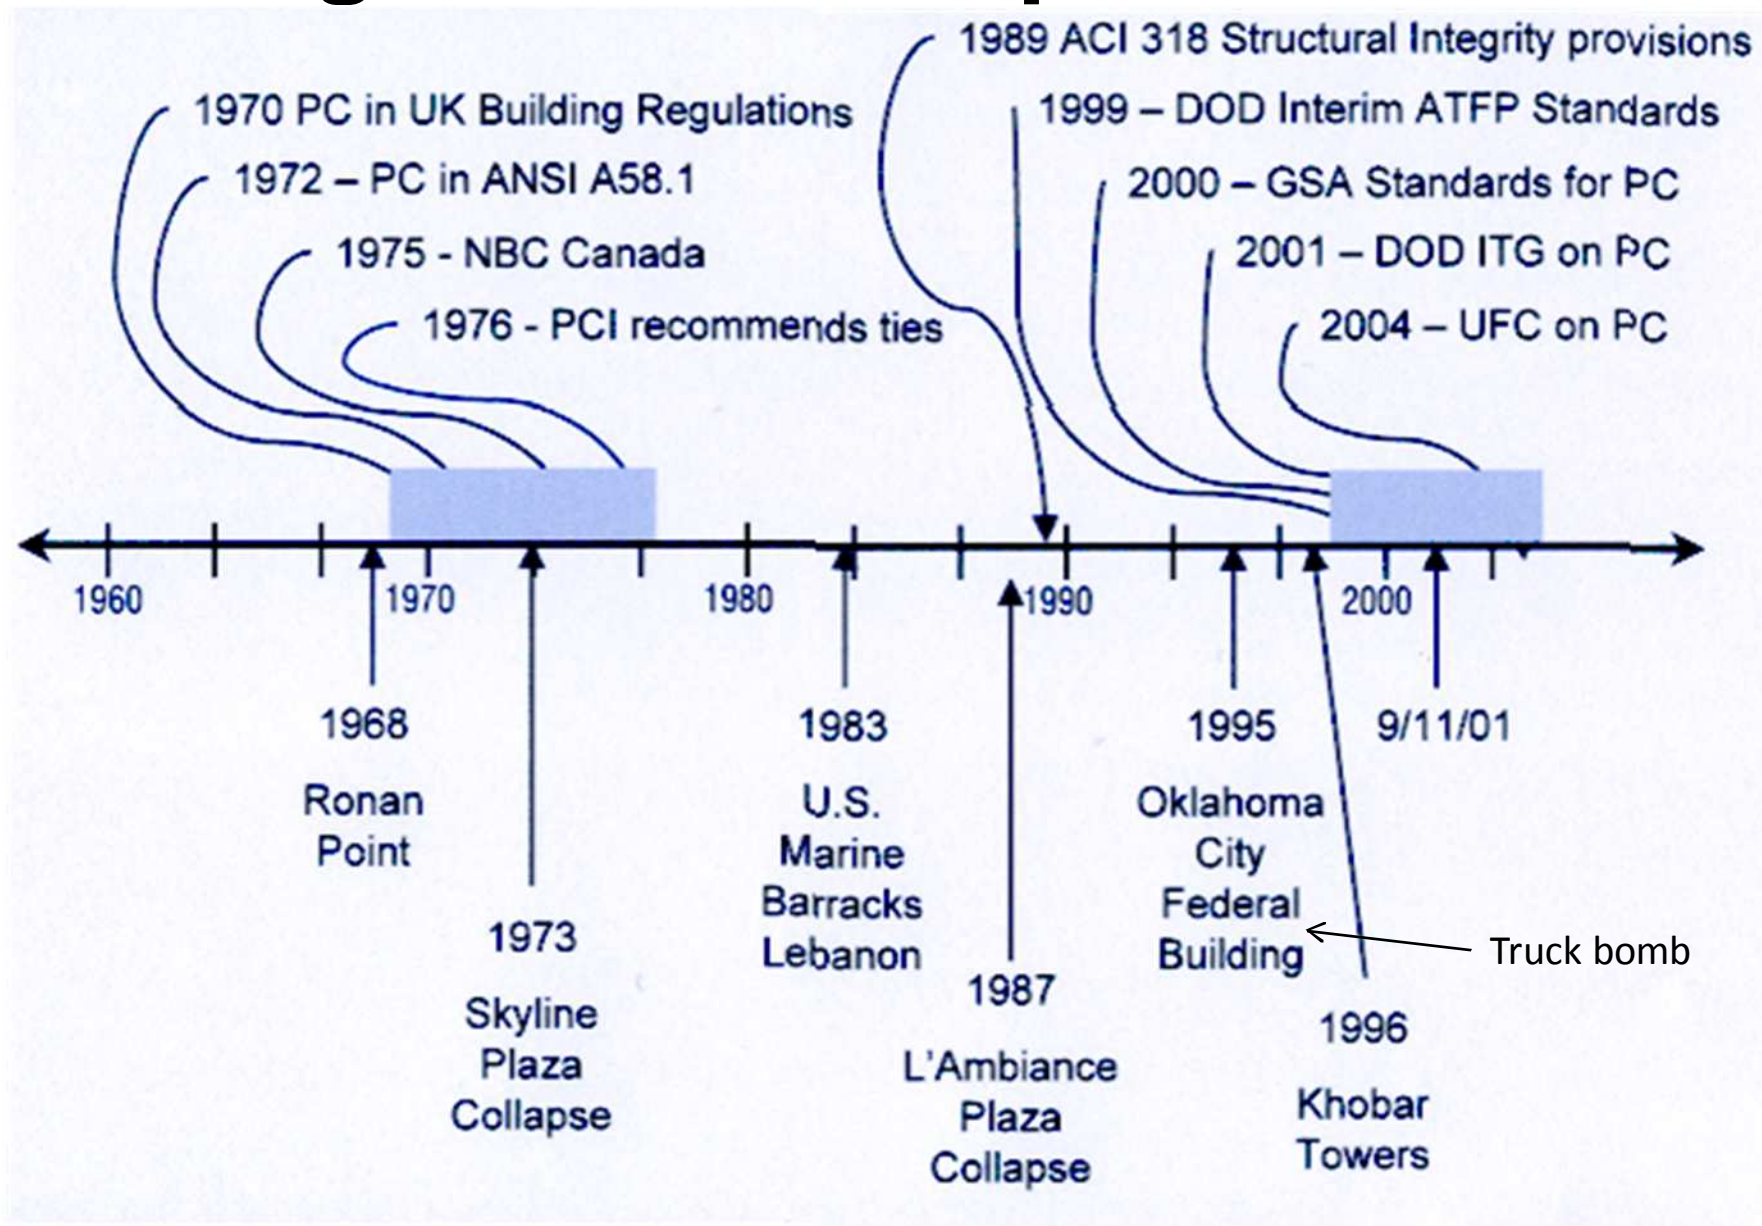 1989 ACI 318 Structural Integrity provisions
1970 PC in UK Building Regulations
1999 – DOD Interim ATFP Standards
1972 – PC in ANSI A58.1
2000 – GSA Standards for PC
1975 - NBC Canada
2001 – DOD ITG on PC
1976 - PCI recommends ties
2004 – UFC on PC
1960
1970
1980
1990
2000
1968
Ronan
Point
1973
Skyline
Plaza
Collapse
1983
U.S.
Marine
Barracks
Lebanon
1987
L'Ambiance
Plaza
Collapse
1995
Oklahoma
City
Federal
Building
Truck bomb
1996
Khobar
Towers
9/11/01